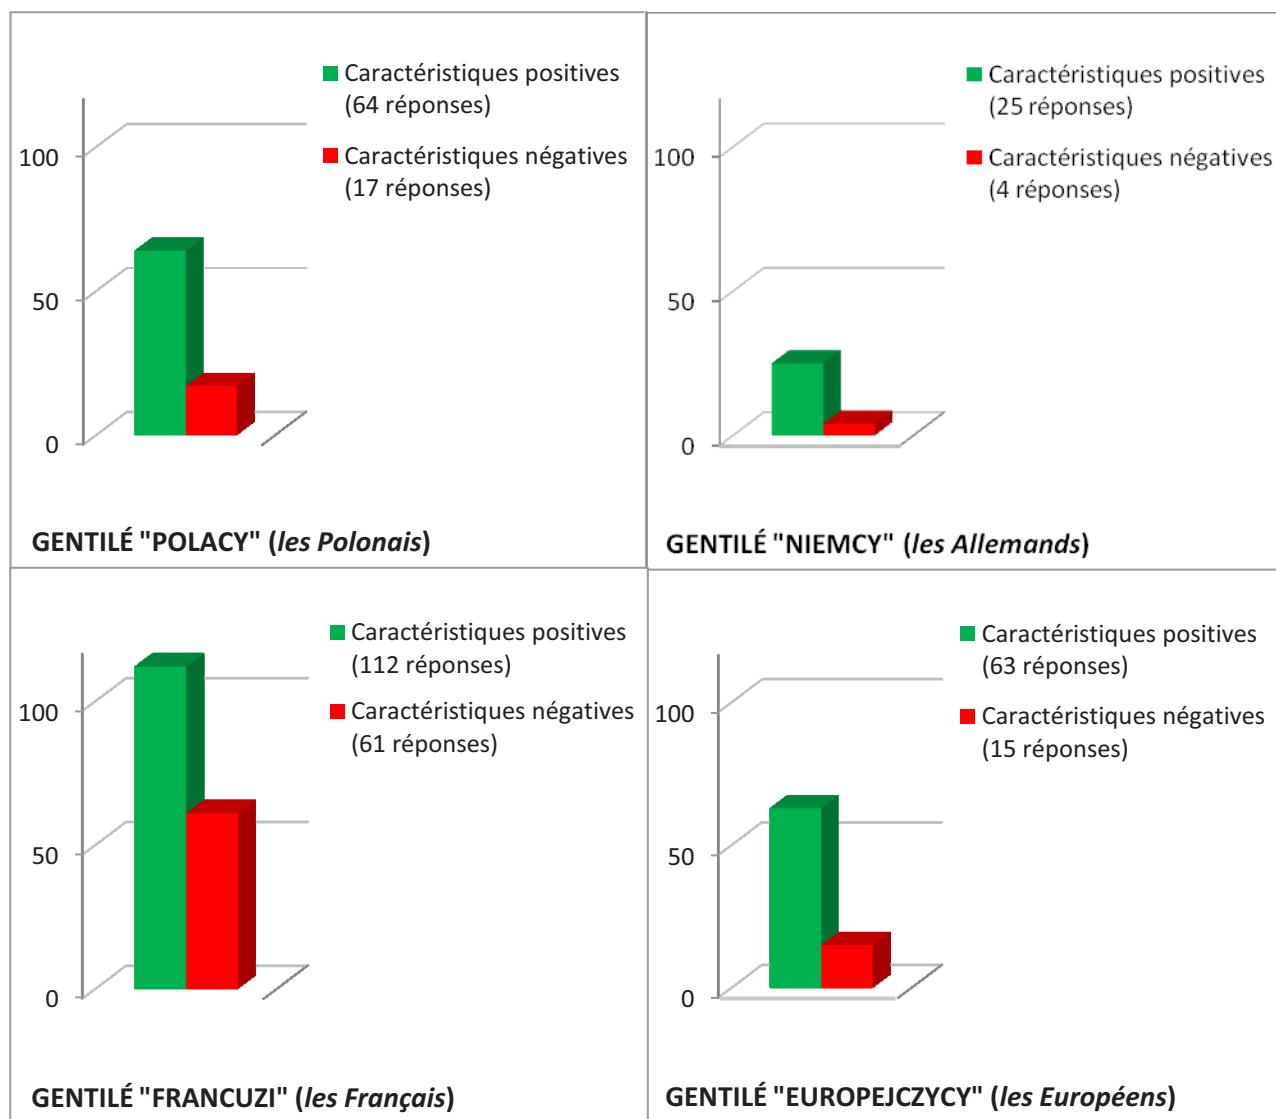 Caractéristiques positives
(64 réponses)
Caractéristiques négatives
(17 réponses)
100
50
0
GENTILÉ "POLACY" (les Polonais)
Caractéristiques positives
(25 réponses)
Caractéristiques négatives
(4 réponses)
100
50
0
GENTILÉ "NIEMCY" (les Allemands)
Caractéristiques positives
(112 réponses)
Caractéristiques négatives
(61 réponses)
100
50
0
GENTILÉ "FRANCUZI" (les Français)
Caractéristiques positives
(63 réponses)
Caractéristiques négatives
(15 réponses)
100
50
0
GENTILÉ "EUROPEJCZYCY" (les Européens)